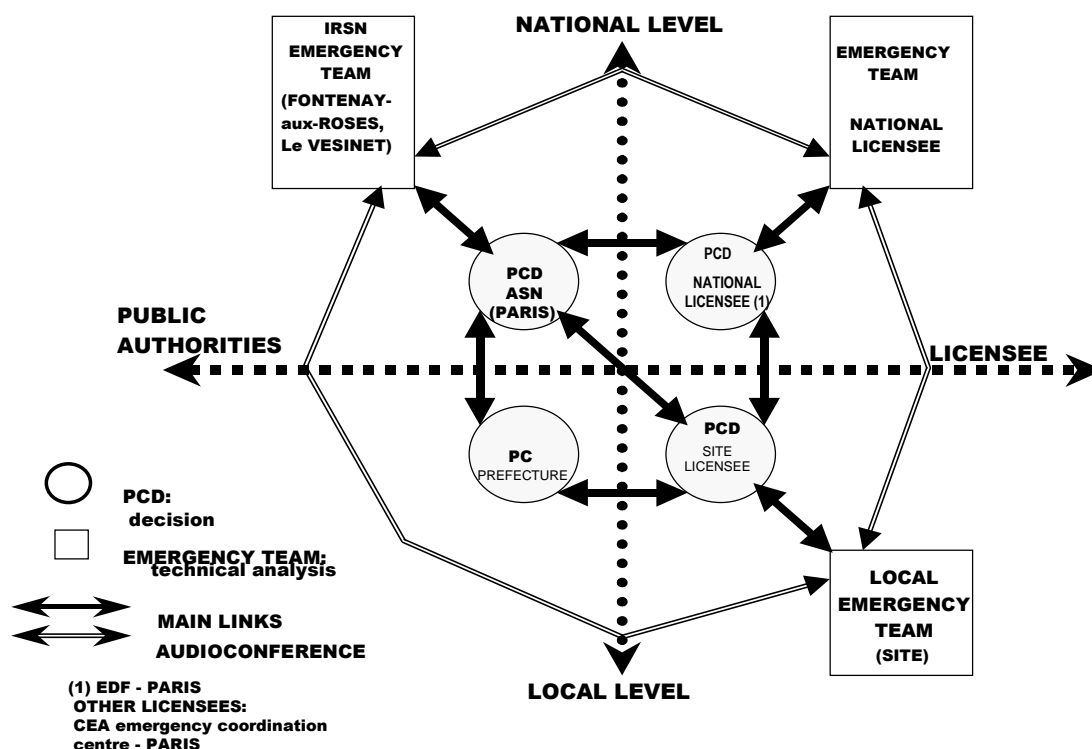 IRSN
EMERGENCY
TEAM
(FONTENAY-
aux-ROSES,
Le VESINET)
NATIONAL LEVEL
EMERGENCY
TEAM
NATIONAL
LICENSEE
PCD
ASN
(PARIS)
PCD
NATIONAL
LICENSEE (1)
PUBLIC
AUTHORITIES
LICENSEE
PC
PREFECTURE
PCD
SITE
LICENSEE
PCD:
decision
EMERGENCY TEAM:
technical analysis
MAIN LINKS
AUDIOCONFERENCE
LOCAL
EMERGENCY
TEAM
(SITE)
LOCAL LEVEL
(1) EDF - PARIS
OTHER LICENSEES:
CEA emergency coordination
centre - PARIS